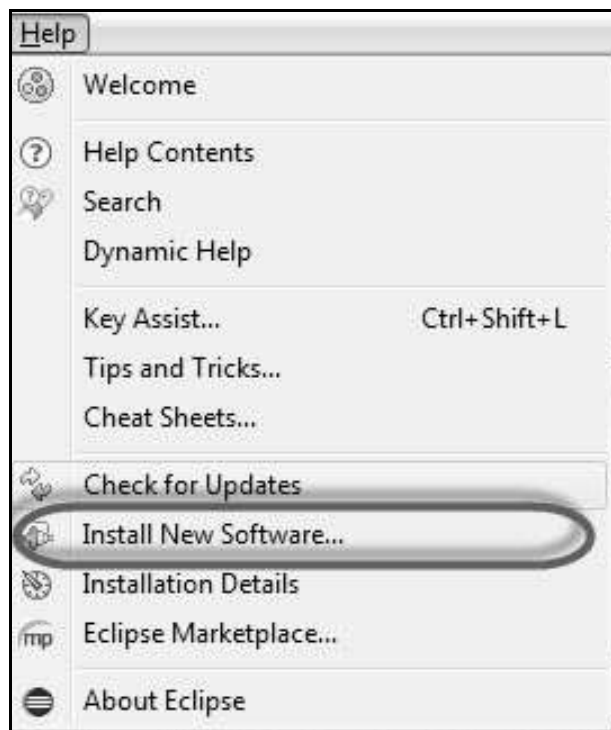 Help
Welcome
Help Contents
Search
Dynamic Help
Key Assist... Ctrl+Shift+L
Tips and Tricks...
Cheat Sheets...
Check for Updates
Install New Software...
Installation Details
mp Eclipse Marketplace...
About Eclipse